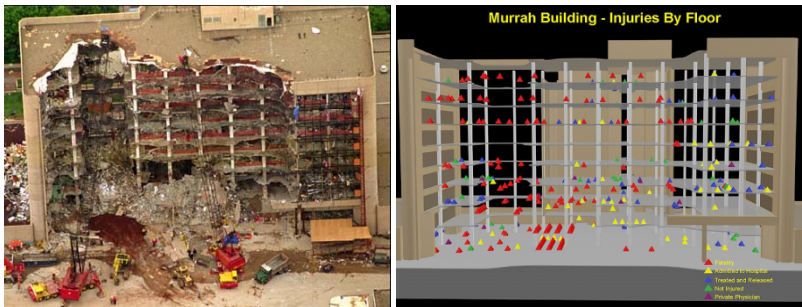 Murrah Building - Injuries By Floor
Fatality
Admitted to Hospital
Treated and Released
Not Injured
Private Physician